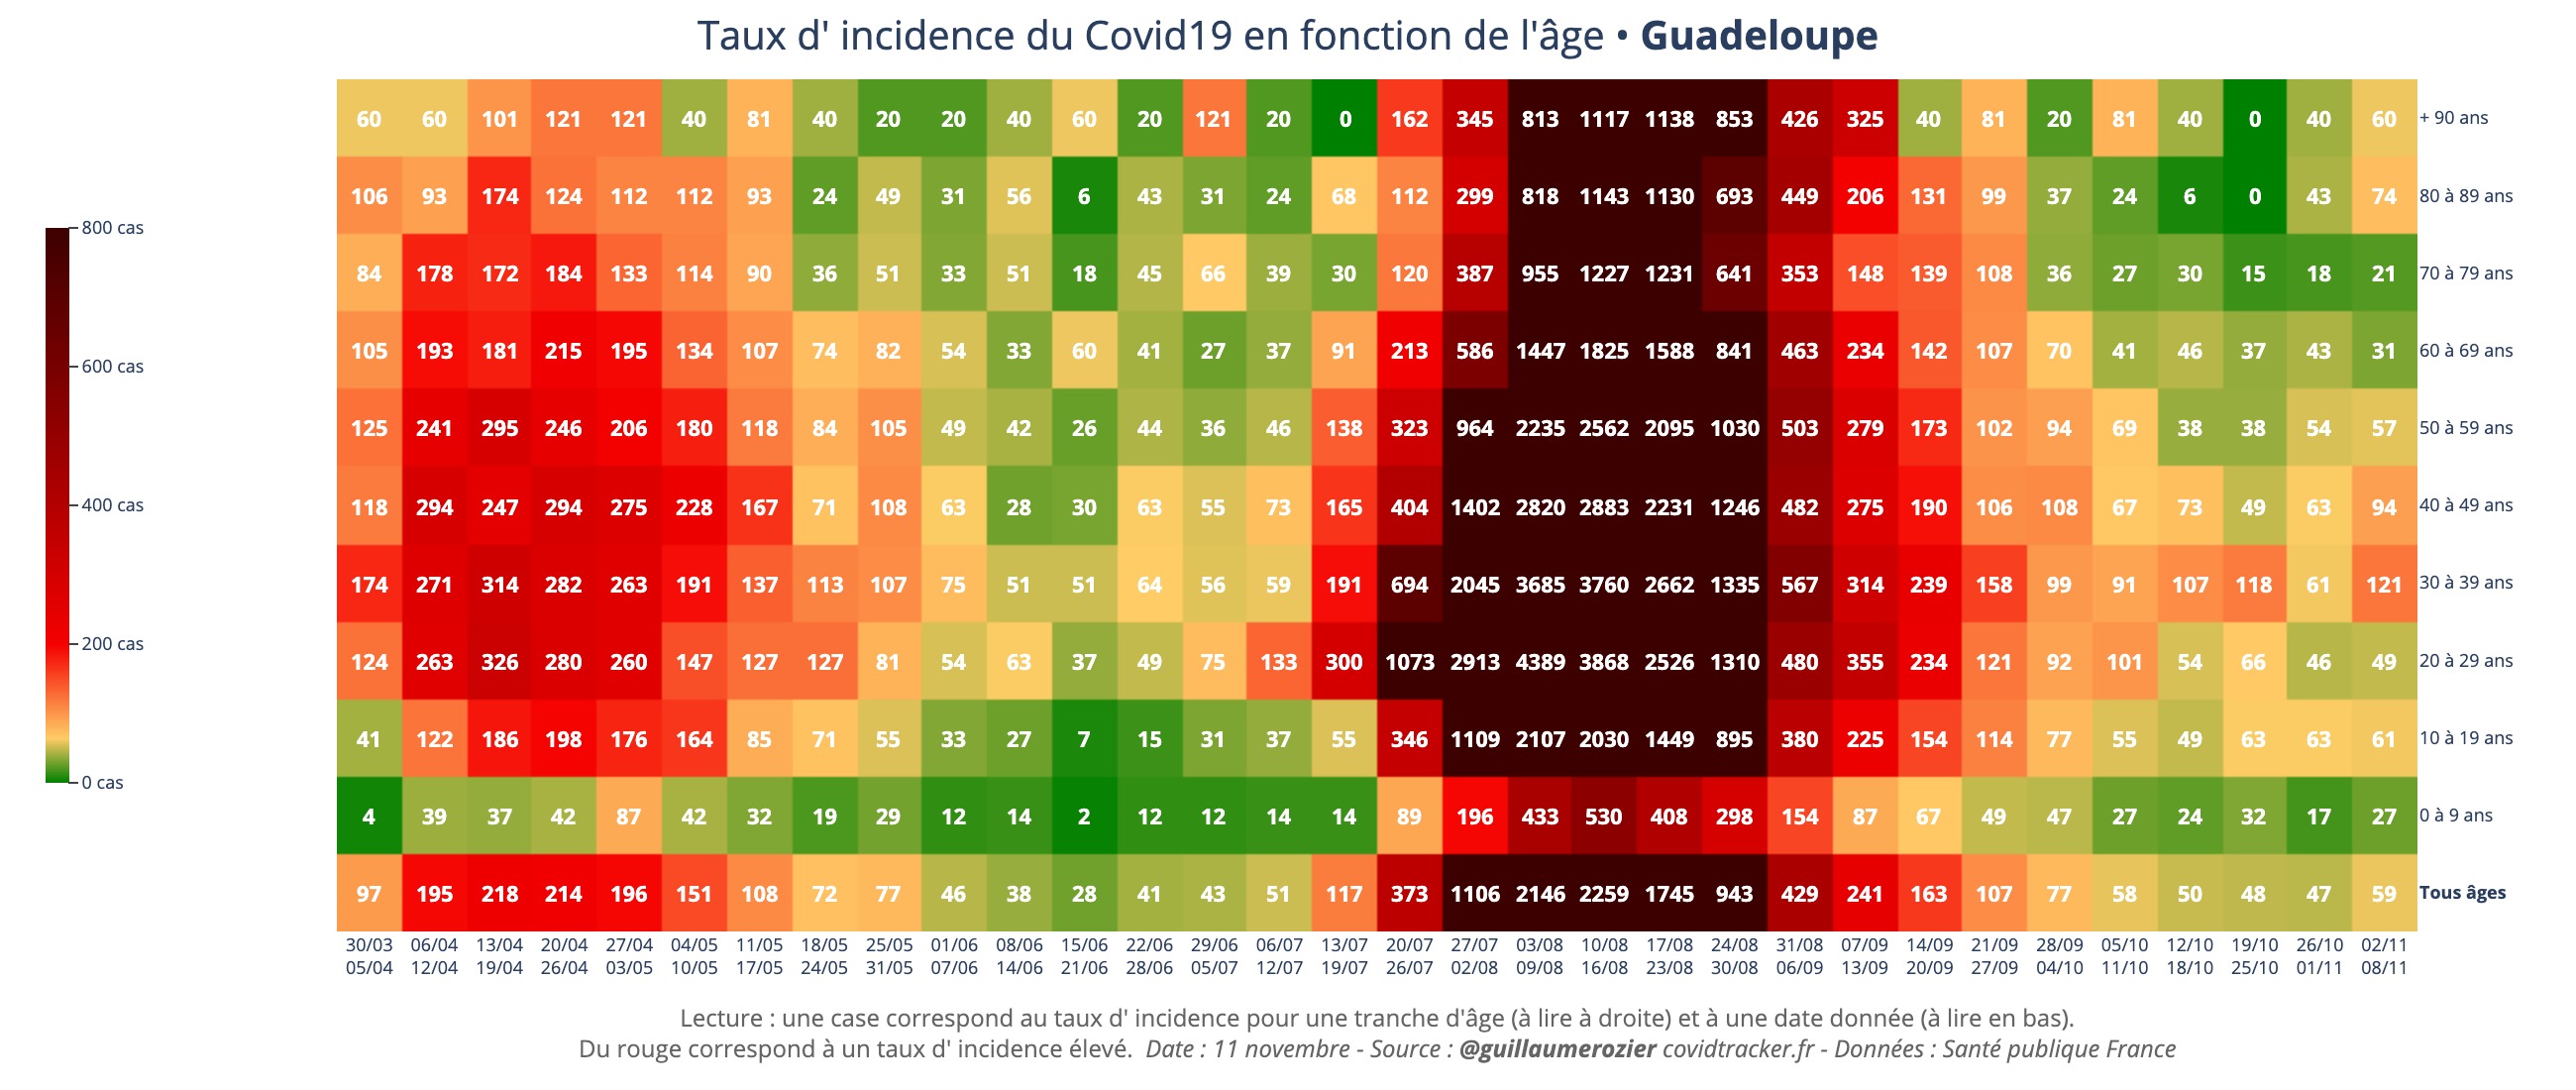 Taux d' incidence du Covid19 en fonction de l'âge • Guadeloupe
60 60 101 121 121 40 81 40 20 20 40 60 20 121 20 0 162 345 813 1117 1138 853 426 325 40 81 20 81 40 0 40 60 + 90 ans
106 93 174 124 112 112 93 24 49 31 56 6 43 31 24 68 112 299 818 1143 1130 693 449 206 131 99 37 24 6 0 43 74 80 à 89 ans
84 178 172 184 133 114 90 36 51 33 51 18 45 66 39 30 120 387 955 1227 1231 641 353 148 139 108 36 27 30 15 18 21 70 à 79 ans
105 193 181 215 195 134 107 74 82 54 33 60 41 27 37 91 213 586 1447 1825 1588 841 463 234 142 107 70 41 46 37 43 31 60 à 69 ans
125 241 295 246 206 180 118 84 105 49 42 26 44 36 46 138 323 964 2235 2562 2095 1030 503 279 173 102 94 69 38 38 54 57 50 à 59 ans
118 294 247 294 275 228 167 71 108 63 28 30 63 55 73 165 404 1402 2820 2883 2231 1246 482 275 190 106 108 67 73 49 63 94 40 à 49 ans
174 271 314 282 263 191 137 113 107 75 51 51 64 56 59 191 694 2045 3685 3760 2662 1335 567 314 239 158 99 91 107 118 61 121 30 à 39 ans
124 263 326 280 260 147 127 127 81 54 63 37 49 75 133 300 1073 2913 4389 3868 2526 1310 480 355 234 121 92 101 54 66 46 49 20 à 29 ans
41 122 186 198 176 164 85 71 55 33 27 7 15 31 37 55 346 1109 2107 2030 1449 895 380 225 154 114 77 55 49 63 63 61 10 à 19 ans
4 39 37 42 87 42 32 19 29 12 14 2 12 12 14 14 89 196 433 530 408 298 154 87 67 49 47 27 24 32 17 27 0 à 9 ans
97 195 218 214 196 151 108 72 77 46 38 28 41 43 51 117 373 1106 2146 2259 1745 943 429 241 163 107 77 58 50 48 47 59 Tous âges
30/03 06/04 13/04 20/04 27/04 04/05 11/05 18/05 25/05 01/06 08/06 15/06 22/06 29/06 06/07 13/07 20/07 27/07 03/08 10/08 17/08 24/08 31/08 07/09 14/09 21/09 28/09 05/10 12/10 19/10 26/10 02/11
05/04 12/04 19/04 26/04 03/05 10/05 17/05 24/05 31/05 07/06 14/06 21/06 28/06 05/07 12/07 19/07 26/07 02/08 09/08 16/08 23/08 30/08 06/09 13/09 20/09 27/09 04/10 11/10 18/10 25/10 01/11 08/11
800 cas
600 cas
400 cas
200 cas
0 cas
Lecture : une case correspond au taux d' incidence pour une tranche d'âge (à lire à droite) et à une date donnée (à lire en bas).
Du rouge correspond à un taux d' incidence élevé. Date : 11 novembre - Source : @guillaumerozier covidtracker.fr - Données : Santé publique France